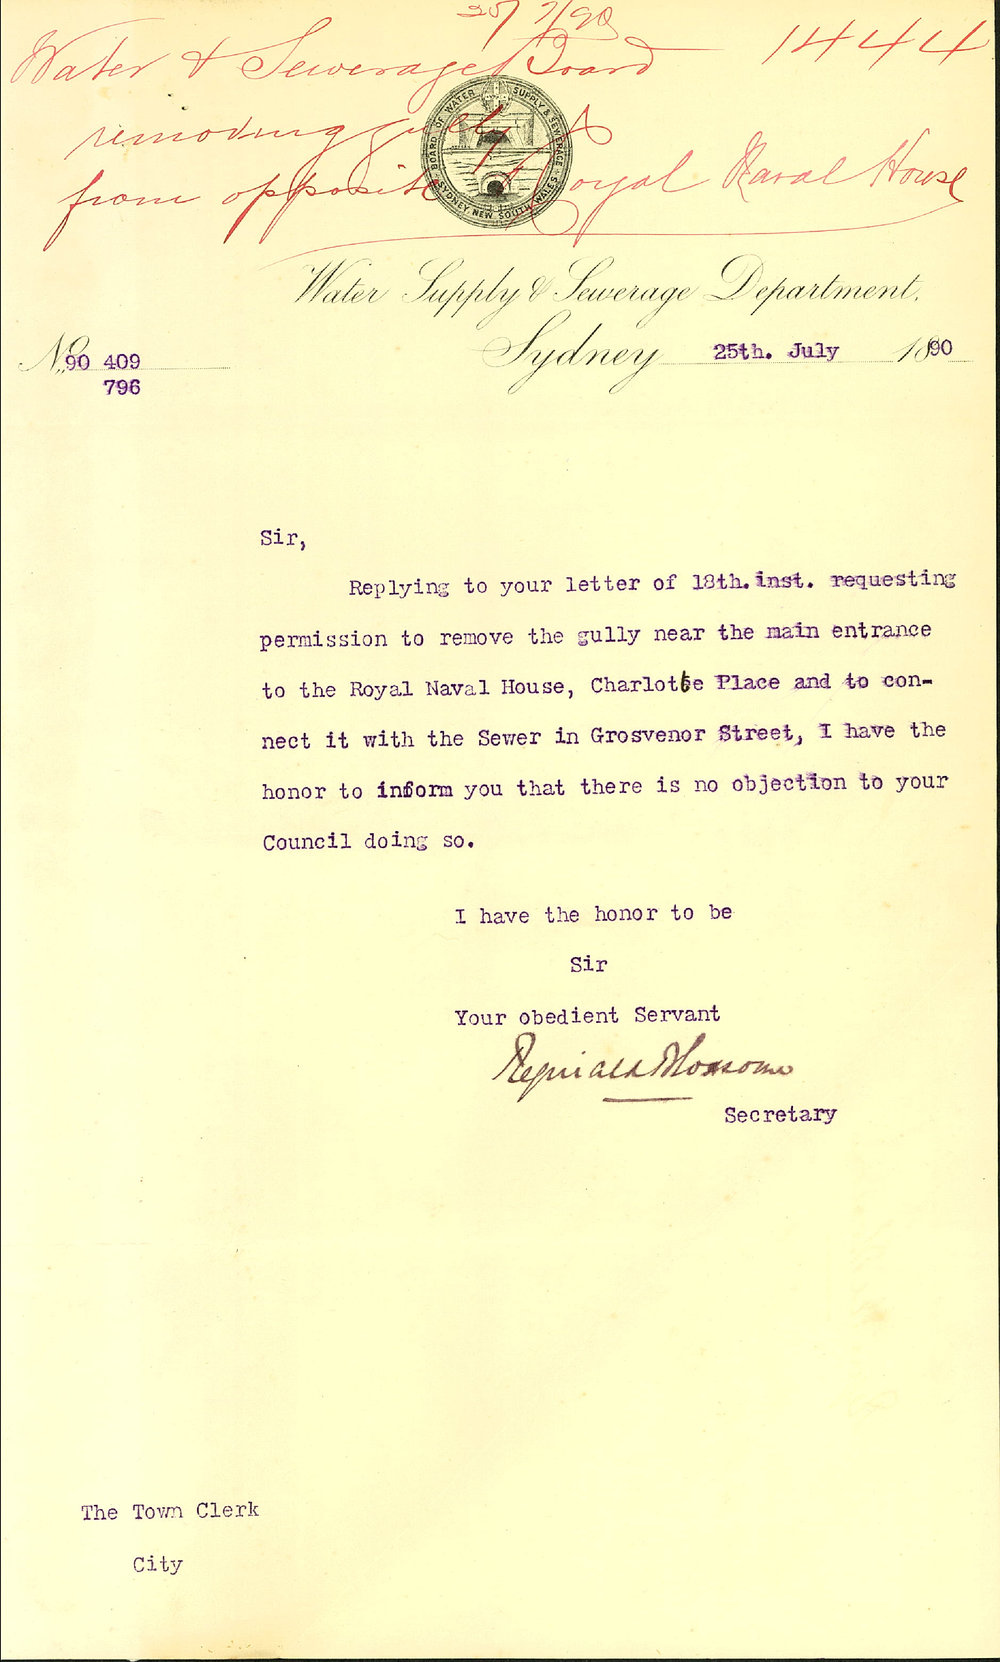 25/7/90
Water & Sewerage Board 1444
removing gully
from opposite Royal Naval House
BOARD OF WATER SUPPLY & SEWERAGE
SYDNEY, NEW SOUTH WALES
Water Supply & Sewerage Department.
No. 90 409 Sydney 25th. July 1890
796
Sir,
Replying to your letter of 18th. inst. requesting
permission to remove the gully near the main entrance
to the Royal Naval House, Charlotte Place and to con-
nect it with the Sewer in Grosvenor Street, I have the
honor to inform you that there is no objection to your
Council doing so.
I have the honor to be
Sir
Your obedient Servant
Reginald
Secretary
The Town Clerk
City